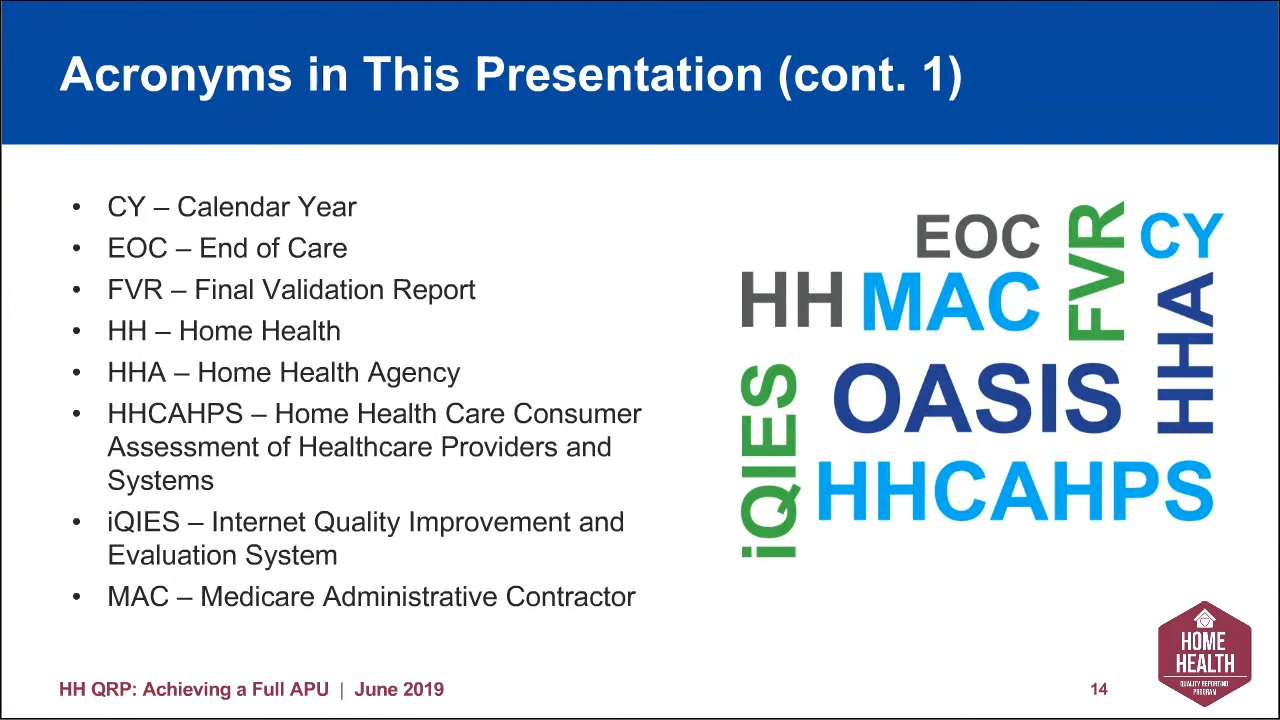 Acronyms in This Presentation (cont. 1)
• CY – Calendar Year
• EOC – End of Care
• FVR – Final Validation Report
• HH – Home Health
• HHA – Home Health Agency
• HHCAHPS – Home Health Care Consumer
Assessment of Healthcare Providers and
Systems
• iQIES – Internet Quality Improvement and
Evaluation System
• MAC – Medicare Administrative Contractor
EOC
FVR
CY
HH
MAC
HHA
iQIES
OASIS
HHCAHPS
HH QRP: Achieving a Full APU | June 2019
14
HOME
HEALTH
QUALITY REPORTING
PROGRAM